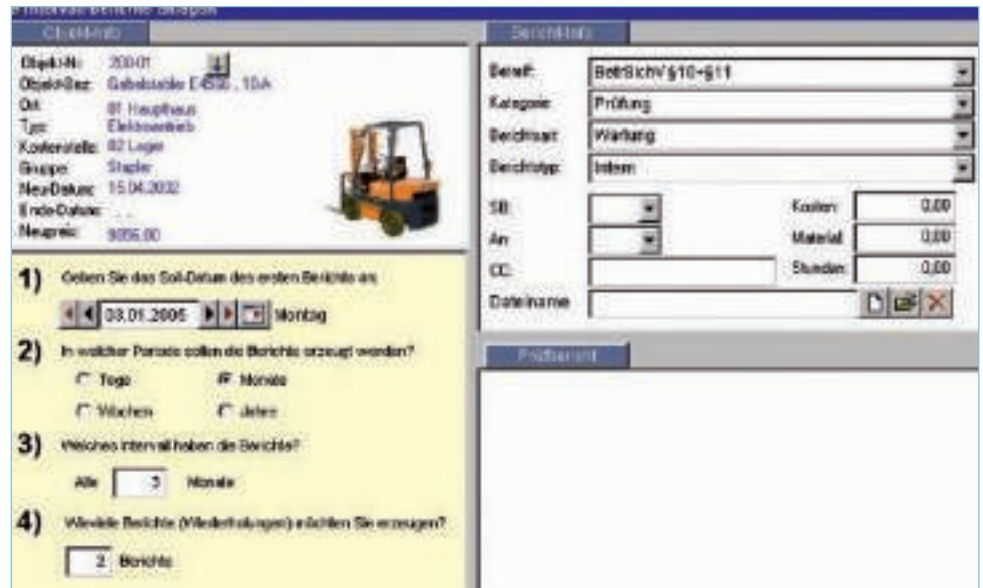 Objekt-Info
Objekt-Nr: 200-01
Objekt-Bez: Gabelstapler , 10A
Ort: 01 Haupthaus
Typ: Elektroantrieb
Kostenstelle: 02 Lager
Gruppe: Stapler
Neu-Datum: 15.04.2002
Ende-Datum: . .
Neupreis:
1) Geben Sie das Soll-Datum des ersten Berichts an:
03.01.2005 Montag
2) In welcher Periode sollen die Berichte erzeugt werden?
Tage Monate
Wochen Jahre
3) Welches Intervall haben die Berichte?
Alle 3 Monate
4) Wieviele Berichte (Wiederholungen) möchten Sie erzeugen?
2 Berichte
Bericht-Info
Betreff: BetrSichV §10+§11
Kategorie: Prüfung
Berichtsart: Wartung
Berichtstyp: Intern
SB: Kosten: 0,00
An: Material: 0,00
CC: Stunden: 0,00
Dateiname
Prüfbericht